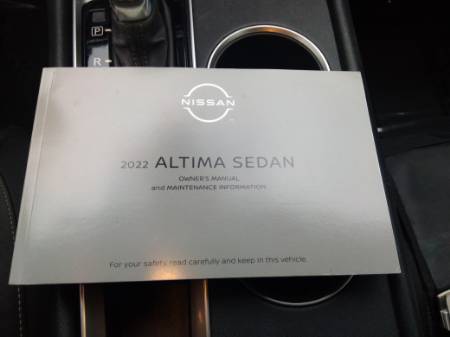 P
R
NISSAN
2022 ALTIMA SEDAN
OWNER'S MANUAL
and MAINTENANCE INFORMATION
For your safety, read carefully and keep in this vehicle.